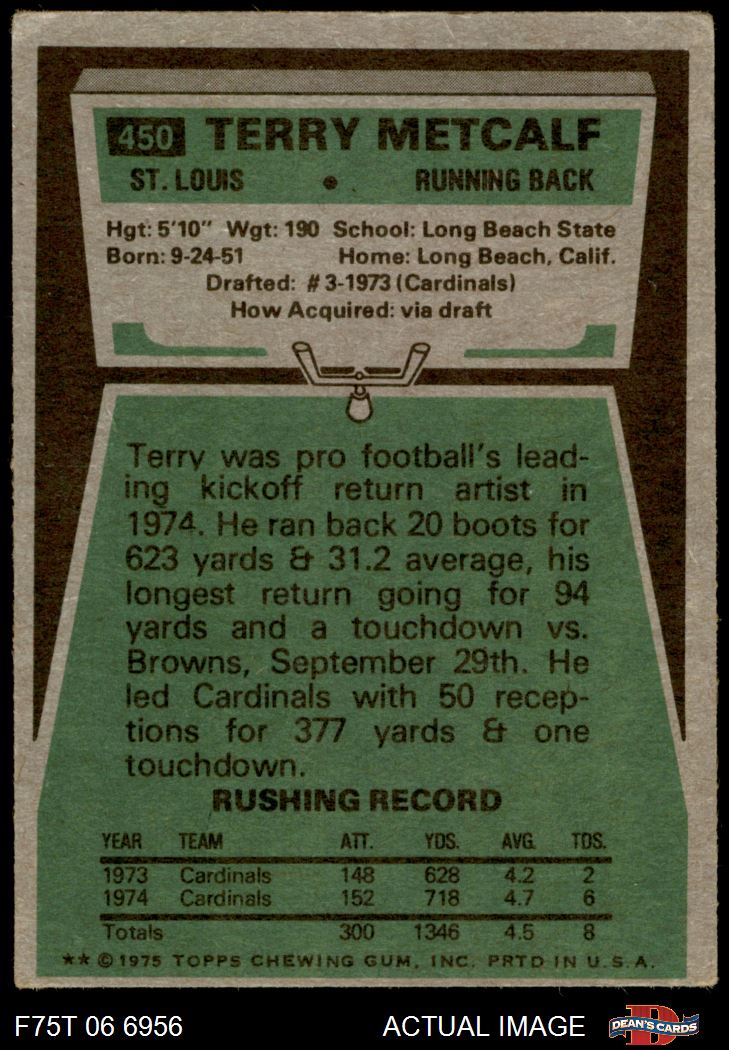 450 TERRY METCALF
ST. LOUIS • RUNNING BACK
Hgt: 5'10" Wgt: 190 School: Long Beach State
Born: 9-24-51 Home: Long Beach, Calif.
Drafted: #3-1973 (Cardinals)
How Acquired: via draft
Terry was pro football's lead-
ing kickoff return artist in
1974. He ran back 20 boots for
623 yards & 31.2 average, his
longest return going for 94
yards and a touchdown vs.
Browns, September 29th. He
led Cardinals with 50 recep-
tions for 377 yards & one
touchdown.
RUSHING RECORD
YEAR TEAM ATT. YDS. AVG. TDS.
1973 Cardinals 148 628 4.2 2
1974 Cardinals 152 718 4.7 6
Totals 300 1346 4.5 8
** © 1975 TOPPS CHEWING GUM, INC. PRTD IN U.S.A.
F75T 06 6956 ACTUAL IMAGE DEAN'S CARDS